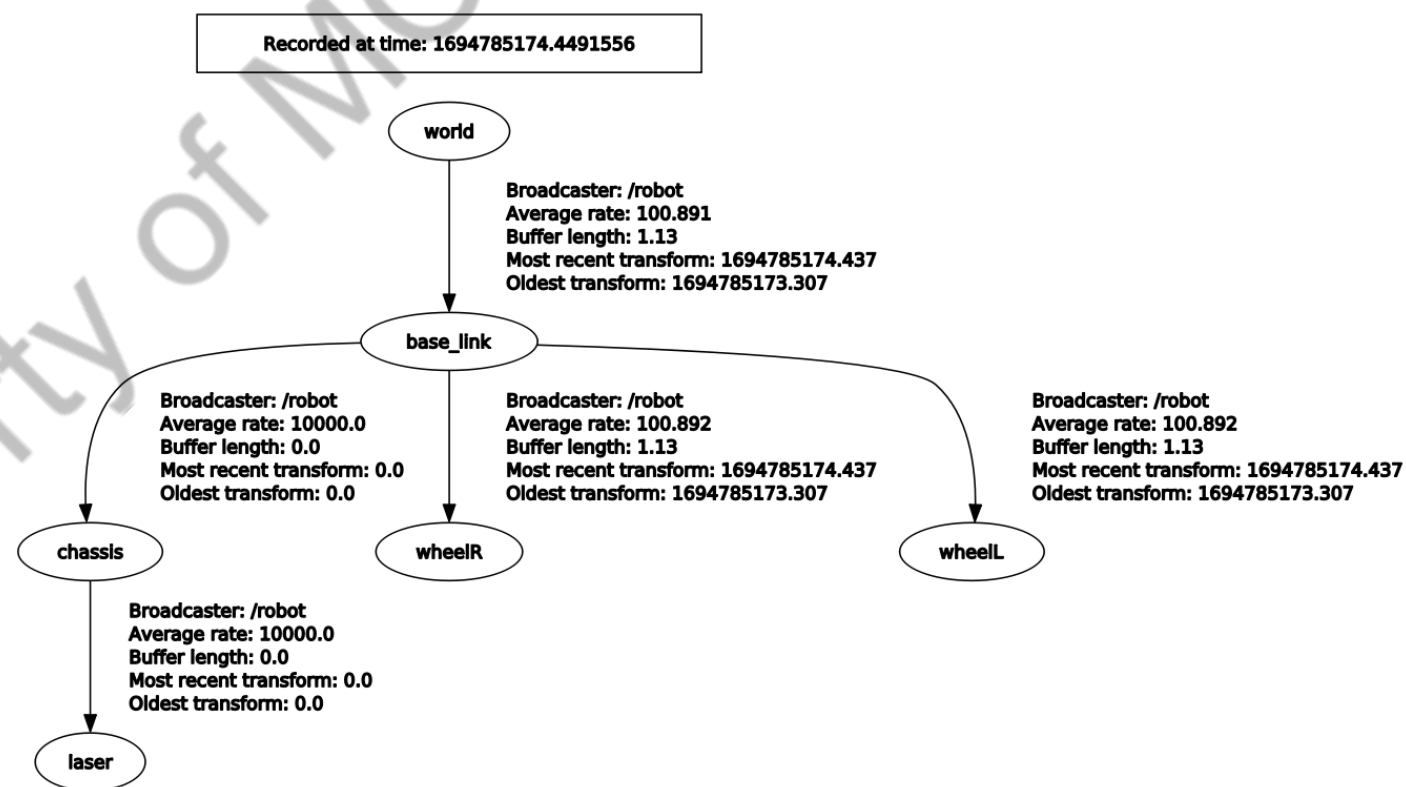 Recorded at time: 1694785174.4491556
world
Broadcaster: /robot
Average rate: 100.891
Buffer length: 1.13
Most recent transform: 1694785174.437
Oldest transform: 1694785173.307
base_link
Broadcaster: /robot
Average rate: 10000.0
Buffer length: 0.0
Most recent transform: 0.0
Oldest transform: 0.0
Broadcaster: /robot
Average rate: 100.892
Buffer length: 1.13
Most recent transform: 1694785174.437
Oldest transform: 1694785173.307
Broadcaster: /robot
Average rate: 100.892
Buffer length: 1.13
Most recent transform: 1694785174.437
Oldest transform: 1694785173.307
chassis
wheelR
wheelL
Broadcaster: /robot
Average rate: 10000.0
Buffer length: 0.0
Most recent transform: 0.0
Oldest transform: 0.0
laser
of